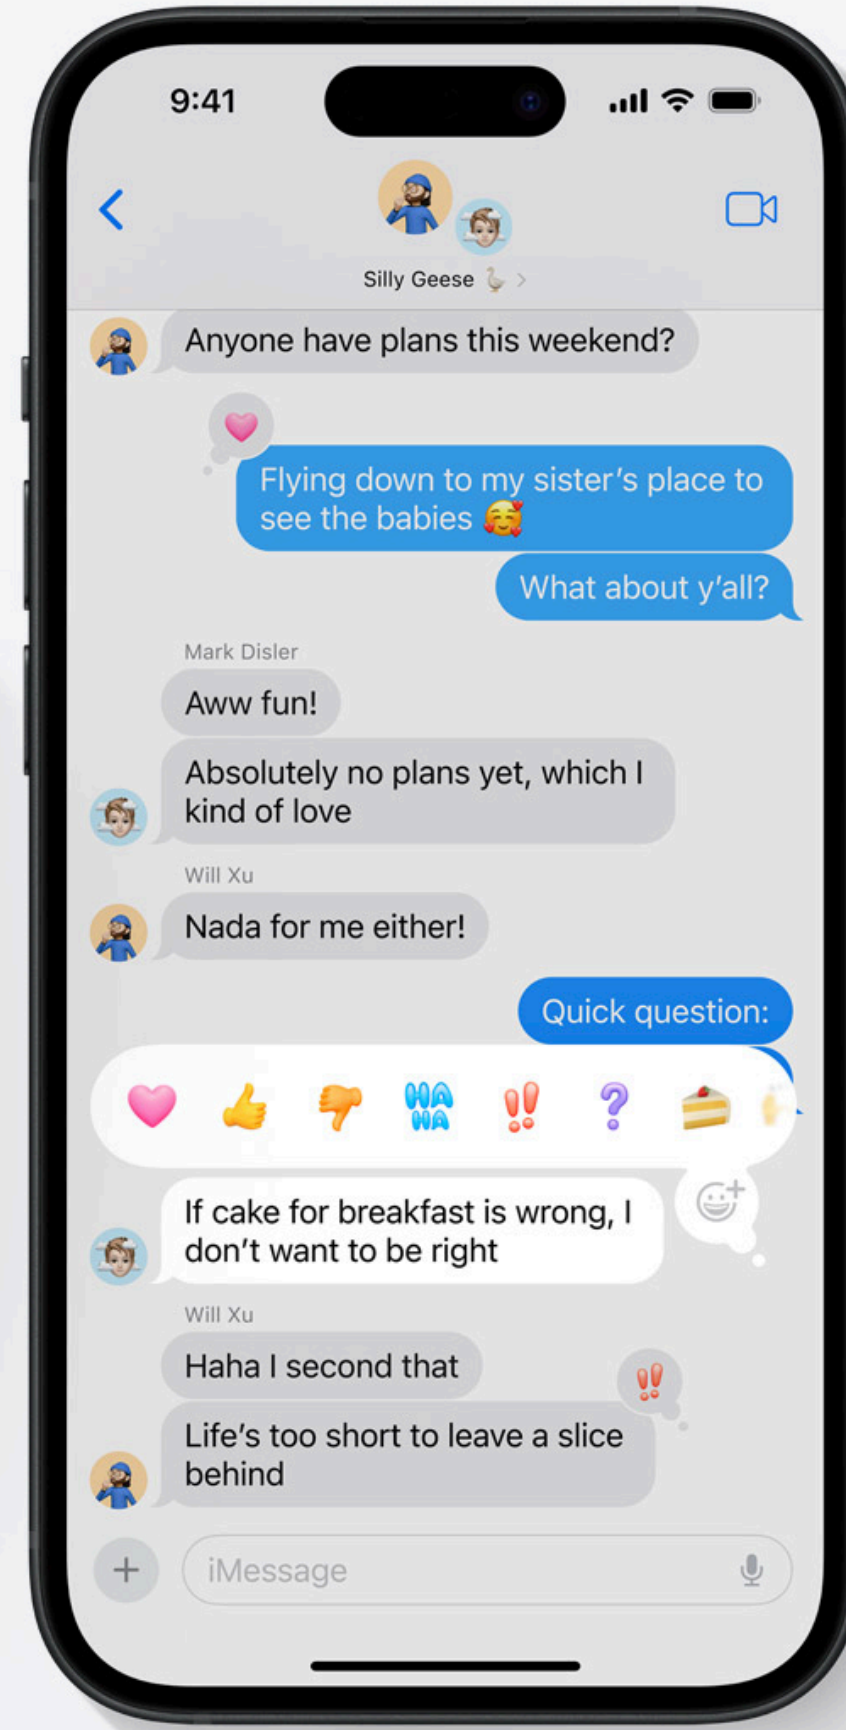 9:41
Silly Geese 🪿 >
Anyone have plans this weekend?
Flying down to my sister’s place to
see the babies 🥰
What about y’all?
Mark Disler
Aww fun!
Absolutely no plans yet, which I
kind of love
Will Xu
Nada for me either!
Quick question:
HA
HA
‼
?
If cake for breakfast is wrong, I
don’t want to be right
Will Xu
Haha I second that
‼
Life’s too short to leave a slice
behind
iMessage